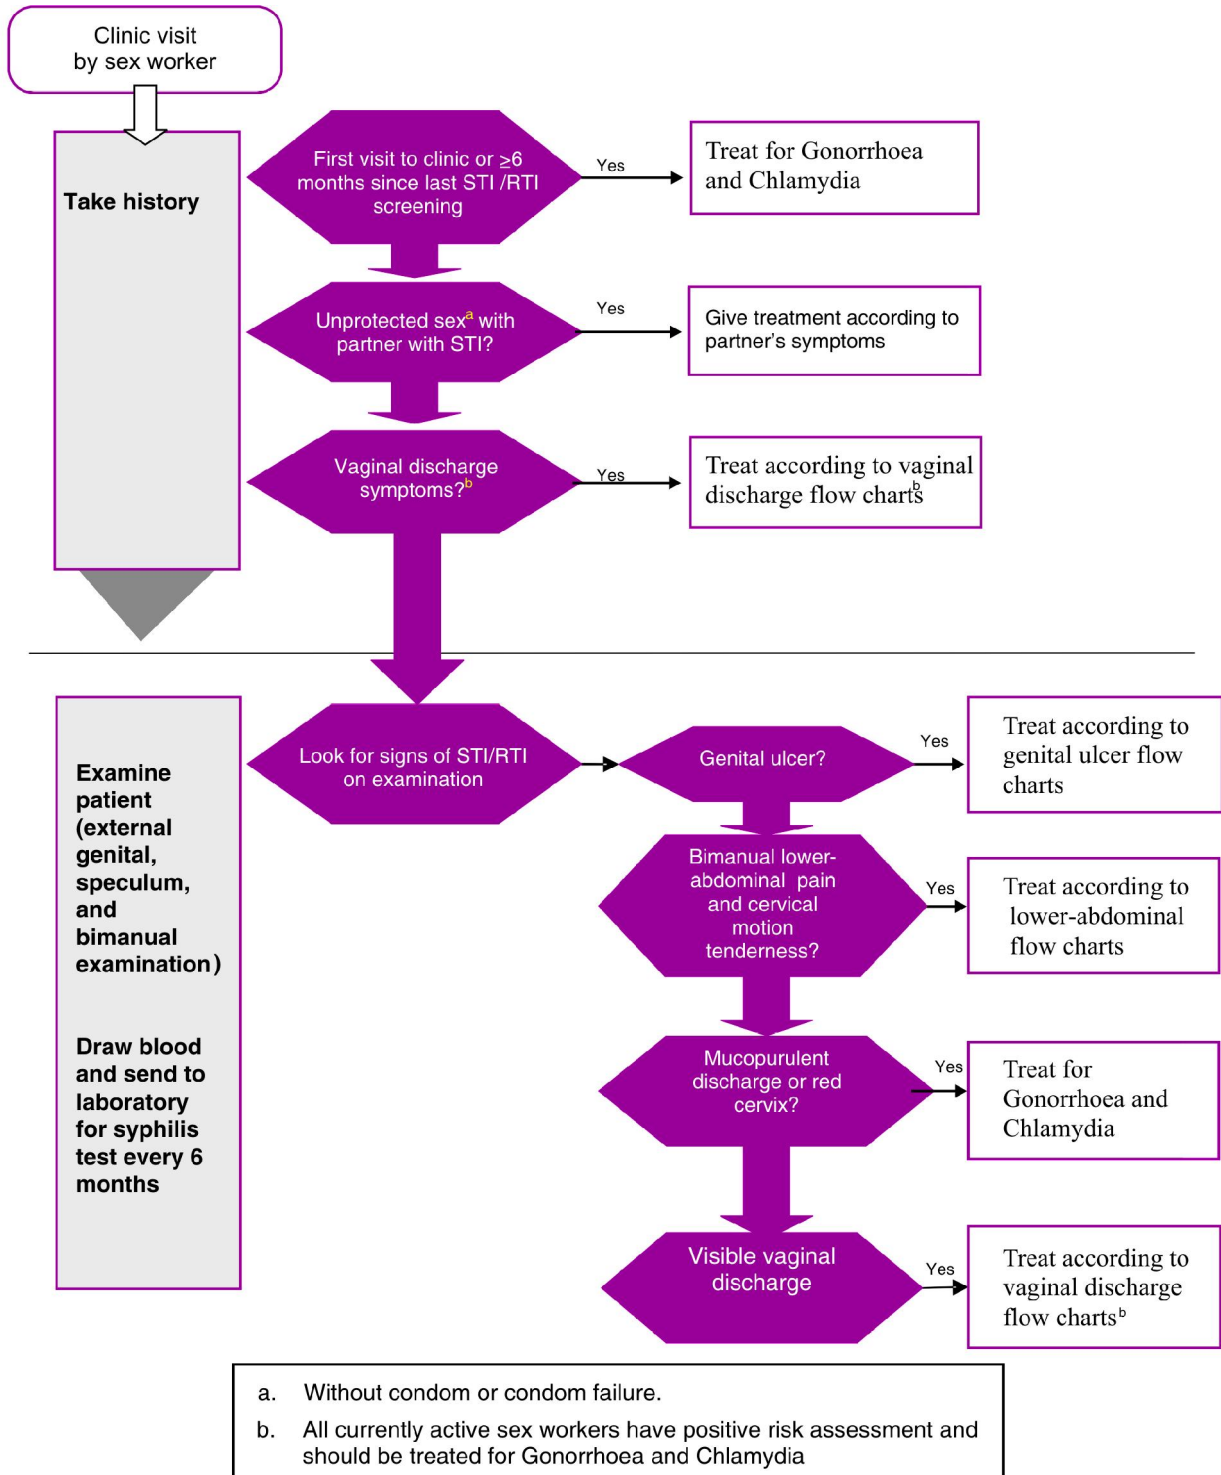 Clinic visit
by sex worker
Take history
First visit to clinic or ≥6
months since last STI /RTI
screening
Yes
Treat for Gonorrhoea
and Chlamydia
Unprotected sexᵃ with
partner with STI?
Yes
Give treatment according to
partner's symptoms
Vaginal discharge
symptoms?ᵇ
Yes
Treat according to vaginal
discharge flow chartsᵇ
Examine
patient
(external
genital,
speculum,
and
bimanual
examination)
Draw blood
and send to
laboratory
for syphilis
test every 6
months
Look for signs of STI/RTI
on examination
Genital ulcer?
Yes
Treat according to
genital ulcer flow
charts
Bimanual lower-
abdominal pain
and cervical
motion
tenderness?
Yes
Treat according to
lower-abdominal
flow charts
Mucopurulent
discharge or red
cervix?
Yes
Treat for
Gonorrhoea and
Chlamydia
Visible vaginal
discharge
Yes
Treat according to
vaginal discharge
flow chartsᵇ
a. Without condom or condom failure.
b. All currently active sex workers have positive risk assessment and
should be treated for Gonorrhoea and Chlamydia